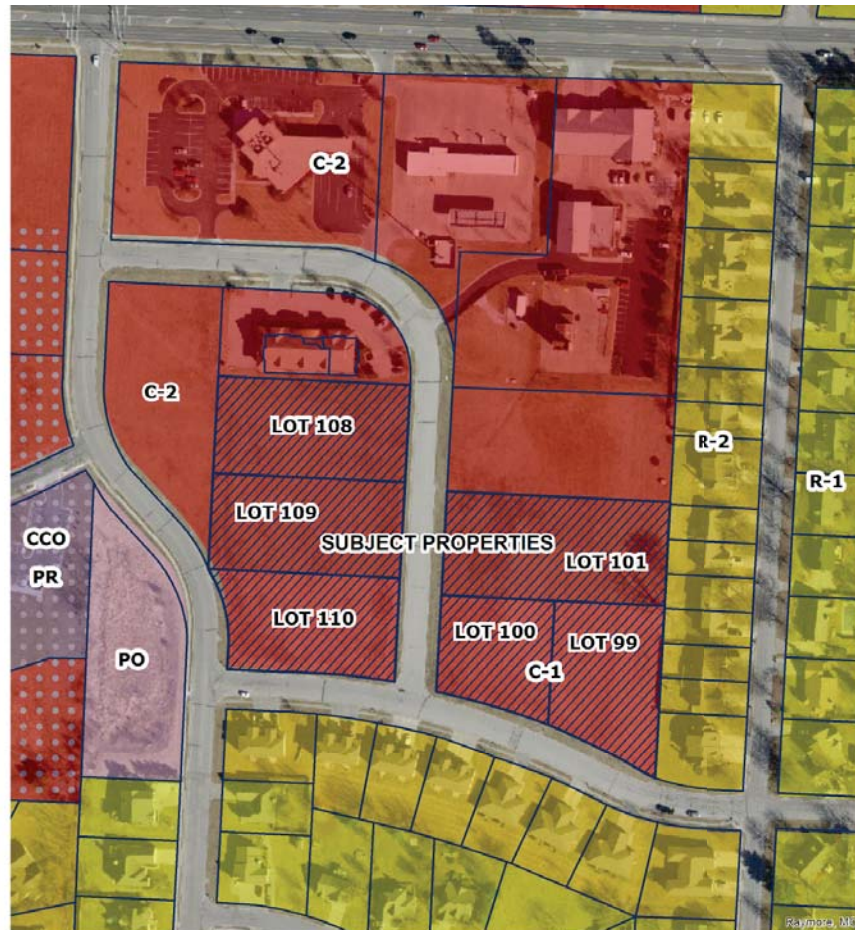 C-2
C-2
LOT 108
R-2
R-1
LOT 109
CCO
SUBJECT PROPERTIES
PR
LOT 101
LOT 110
LOT 100
LOT 99
PO
C-1
Raymore, MO